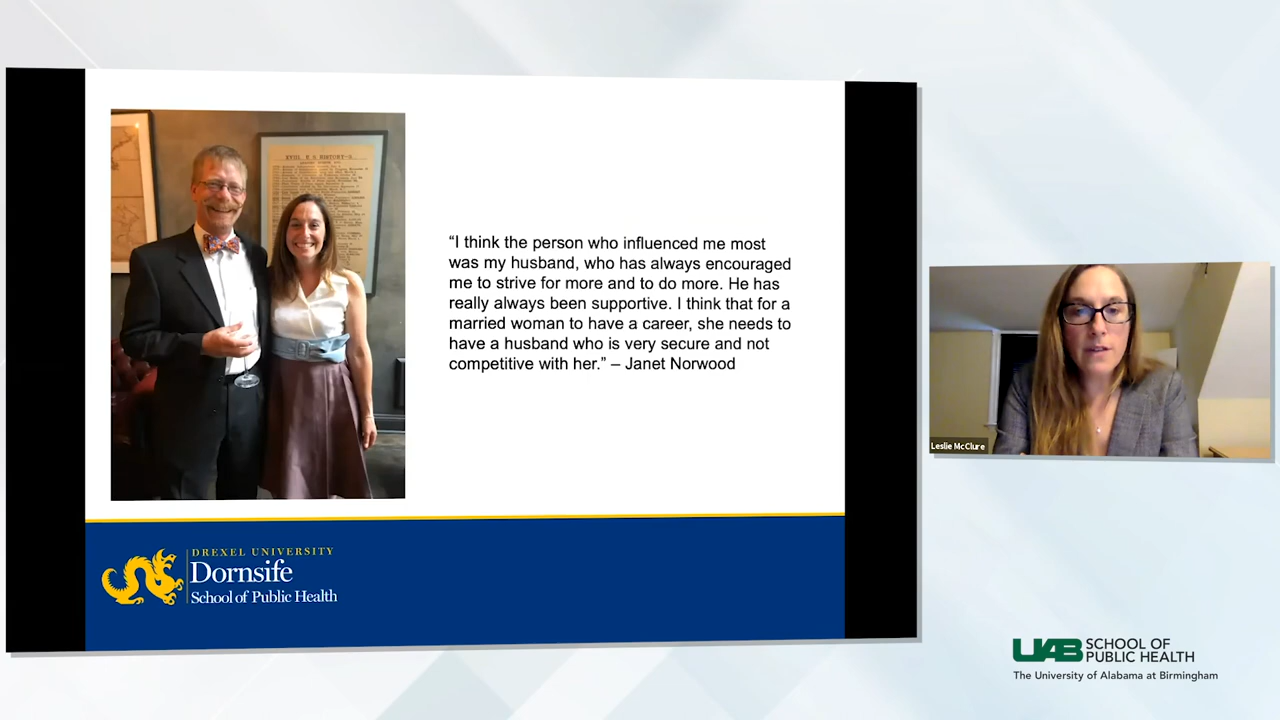 “I think the person who influenced me most
was my husband, who has always encouraged
me to strive for more and to do more. He has
really always been supportive. I think that for a
married woman to have a career, she needs to
have a husband who is very secure and not
competitive with her.” – Janet Norwood
DREXEL UNIVERSITY
Dornsife
School of Public Health
Leslie McClure
UAB SCHOOL OF
PUBLIC HEALTH
The University of Alabama at Birmingham